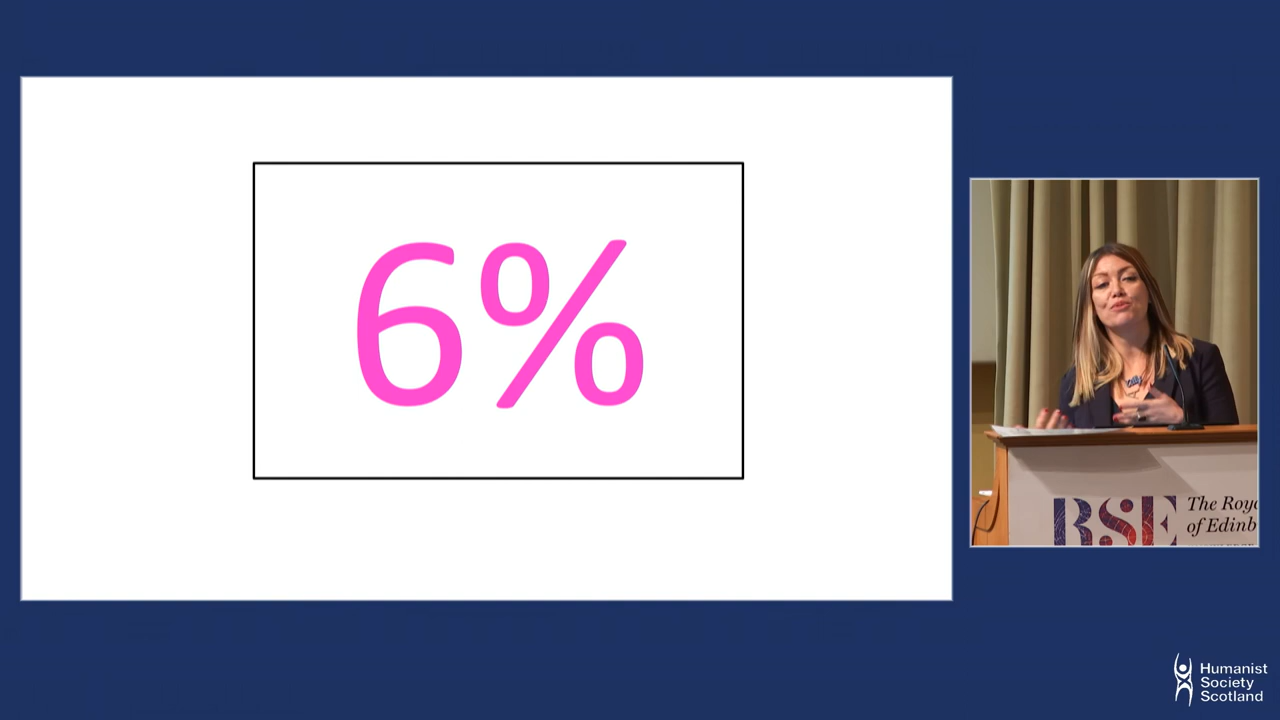 6%
RSE
The Roy
of Edinb
Humanist
Society
Scotland